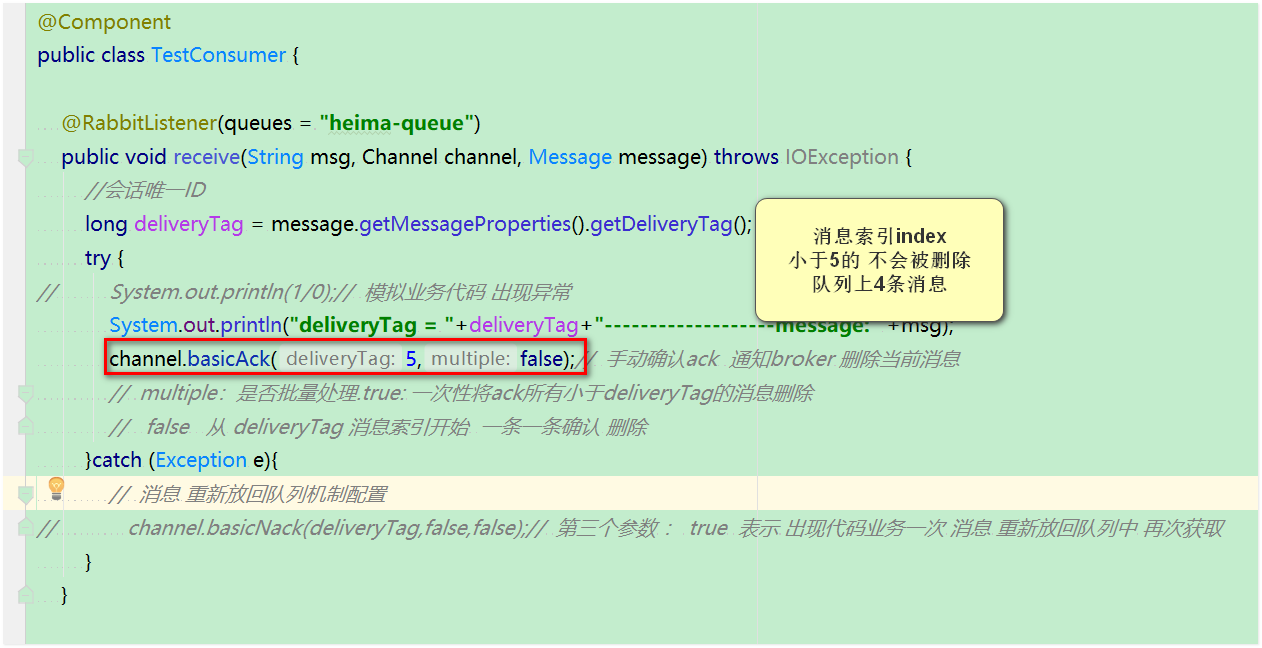 @Component
public class TestConsumer {
@RabbitListener(queues = "heima-queue")
public void receive(String msg, Channel channel, Message message) throws IOException {
//会话唯一ID
long deliveryTag = message.getMessageProperties().getDeliveryTag();
消息索引index
小于5的 不会被删除
队列上4条消息
try {
// System.out.println(1/0);// 模拟业务代码 出现异常
System.out.println("deliveryTag = "+deliveryTag+"-------------------message: "+msg);
channel.basicAck( deliveryTag: 5, multiple: false);// 手动确认ack 通知broker 删除当前消息
// multiple: 是否批量处理.true: 一次性将ack所有小于deliveryTag的消息删除
// false 从 deliveryTag 消息索引开始 一条一条确认 删除
}catch (Exception e){
// 消息 重新放回队列机制配置
// channel.basicNack(deliveryTag,false,false);// 第三个参数 : true 表示 出现代码业务一次 消息 重新放回队列中 再次获取
}
}